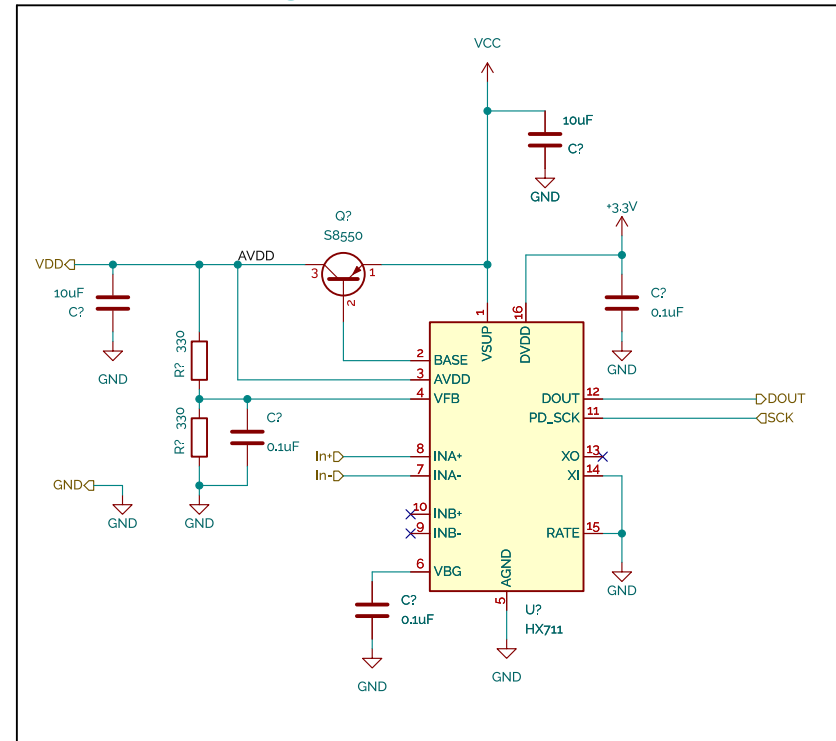 VCC
10uF
C?
GND
+3.3V
Q?
S8550
VDD
AVDD
3
1
2
10uF
C?
GND
C?
0.1uF
GND
1
16
VSUP
DVDD
R? 330
2
BASE
3
AVDD
4
VFB
DOUT
12
DOUT
PD_SCK
11
SCK
R? 330
C?
0.1uF
In+
8
INA+
In-
7
INA-
XO
13
XI
14
GND
GND
GND
10
INB+
9
INB-
RATE
15
6
VBG
AGND
5
GND
C?
0.1uF
U?
HX711
GND
GND